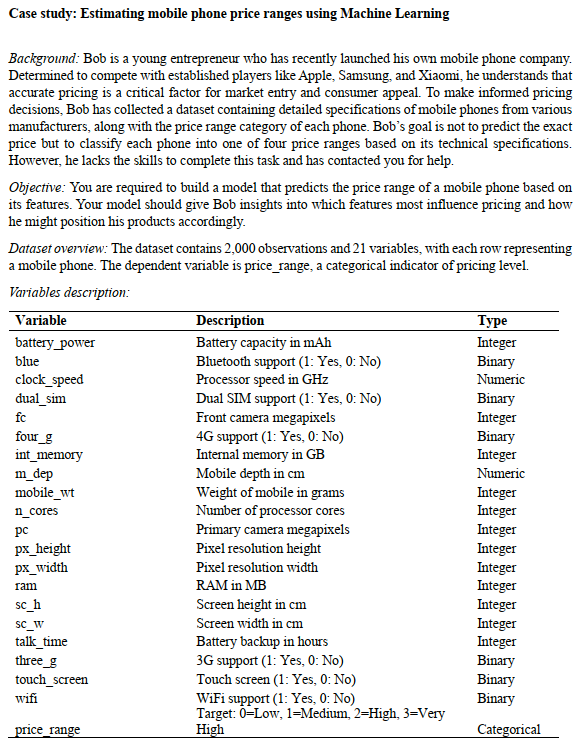 Case study: Estimating mobile phone price ranges using Machine Learning
Background: Bob is a young entrepreneur who has recently launched his own mobile phone company.
Determined to compete with established players like Apple, Samsung, and Xiaomi, he understands that
accurate pricing is a critical factor for market entry and consumer appeal. To make informed pricing
decisions, Bob has collected a dataset containing detailed specifications of mobile phones from various
manufacturers, along with the price range category of each phone. Bob's goal is not to predict the exact
price but to classify each phone into one of four price ranges based on its technical specifications.
However, he lacks the skills to complete this task and has contacted you for help.
Objective: You are required to build a model that predicts the price range of a mobile phone based on
its features. Your model should give Bob insights into which features most influence pricing and how
he might position his products accordingly.
Dataset overview: The dataset contains 2,000 observations and 21 variables, with each row representing
a mobile phone. The dependent variable is price_range, a categorical indicator of pricing level.
Variables description:
Variable Description Type
battery_power Battery capacity in mAh Integer
blue Bluetooth support (1: Yes, 0: No) Binary
clock_speed Processor speed in GHz Numeric
dual_sim Dual SIM support (1: Yes, 0: No) Binary
fc Front camera megapixels Integer
four_g 4G support (1: Yes, 0: No) Binary
int_memory Internal memory in GB Integer
m_dep Mobile depth in cm Numeric
mobile_wt Weight of mobile in grams Integer
n_cores Number of processor cores Integer
pc Primary camera megapixels Integer
px_height Pixel resolution height Integer
px_width Pixel resolution width Integer
ram RAM in MB Integer
sc_h Screen height in cm Integer
sc_w Screen width in cm Integer
talk_time Battery backup in hours Integer
three_g 3G support (1: Yes, 0: No) Binary
touch_screen Touch screen (1: Yes, 0: No) Binary
wifi WiFi support (1: Yes, 0: No) Binary
Target: 0=Low, 1=Medium, 2=High, 3=Very
price_range High Categorical